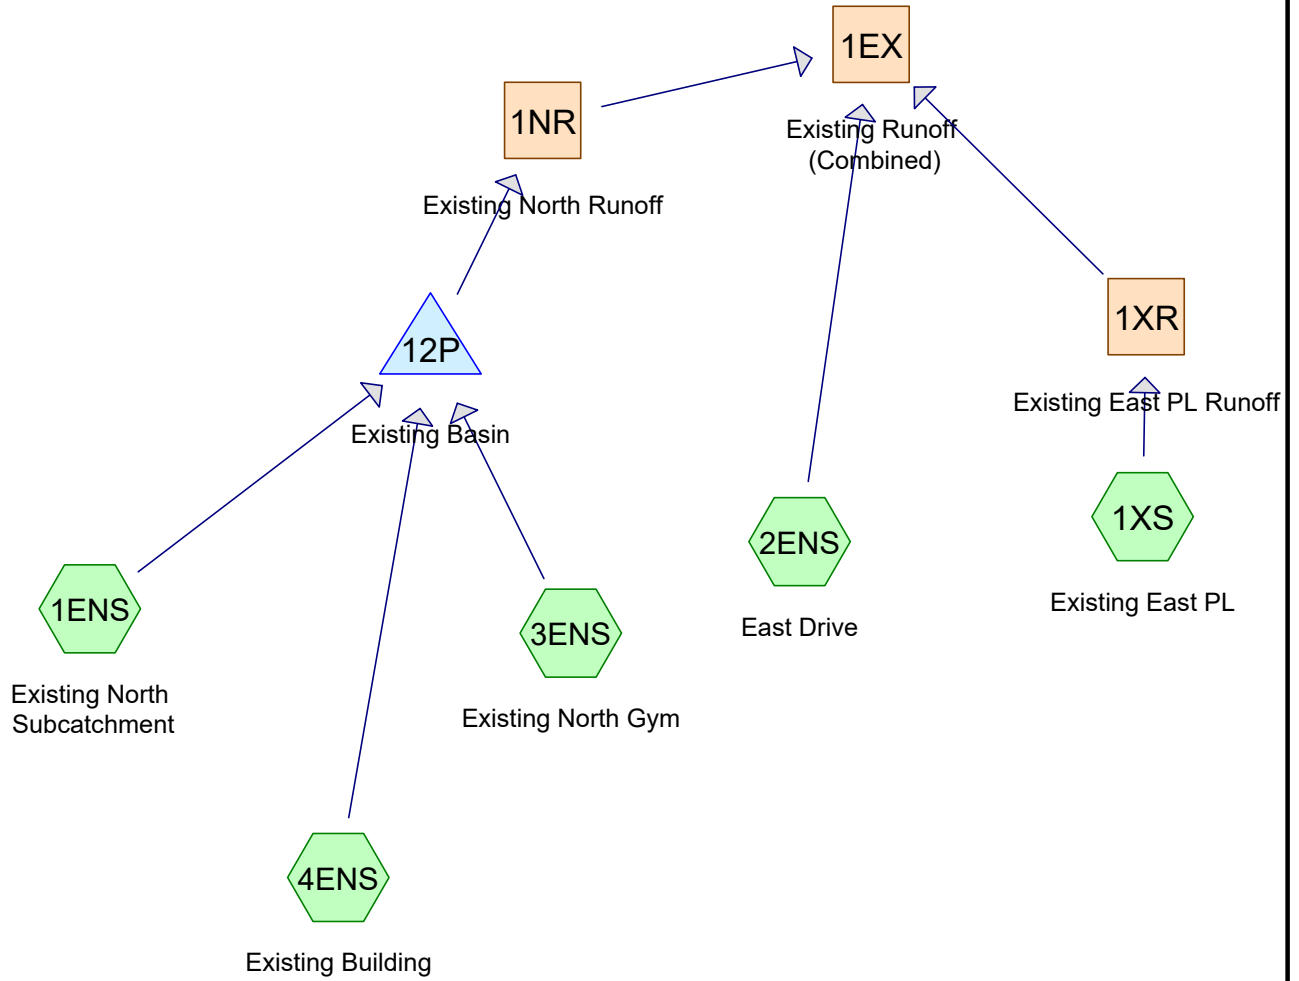 1EX
Existing Runoff
(Combined)
1NR
Existing North Runoff
1XR
Existing East PL Runoff
12P
Existing Basin
1XS
Existing East PL
2ENS
East Drive
1ENS
Existing North
Subcatchment
3ENS
Existing North Gym
4ENS
Existing Building